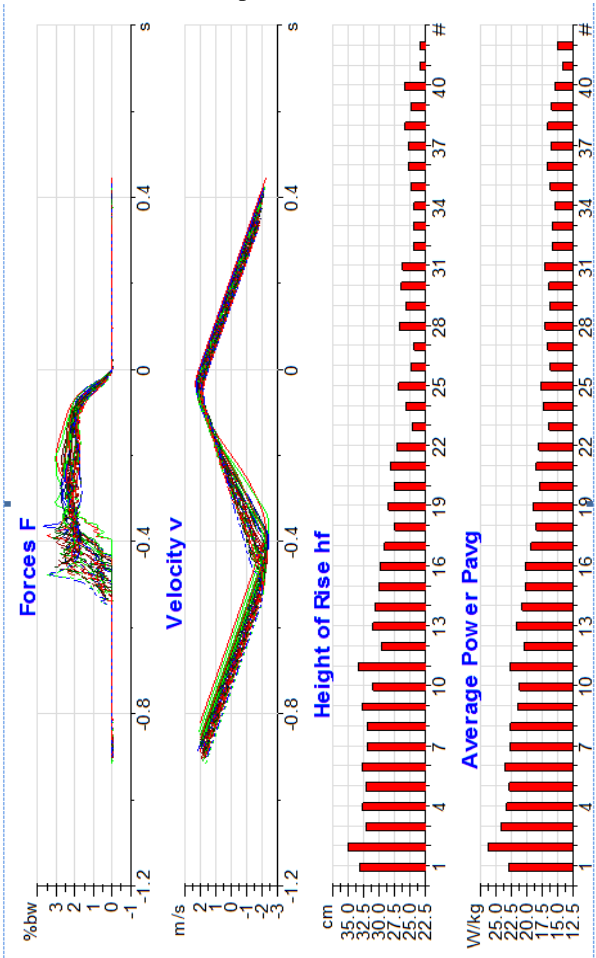 Forces F
%bw
3
2
1
0
-1
-1.2 -0.8 -0.4 0 0.4 s
Velocity v
m/s
2
1
0
-1
-2
-3
-1.2 -0.8 -0.4 0 0.4 s
Height of Rise hf
cm
35.0
32.5
30.0
27.5
25.0
22.5
1 4 7 10 13 16 19 22 25 28 31 34 37 40 #
Average Power Pavg
W/kg
25.0
22.5
20.0
17.5
15.0
12.5
1 4 7 10 13 16 19 22 25 28 31 34 37 40 #